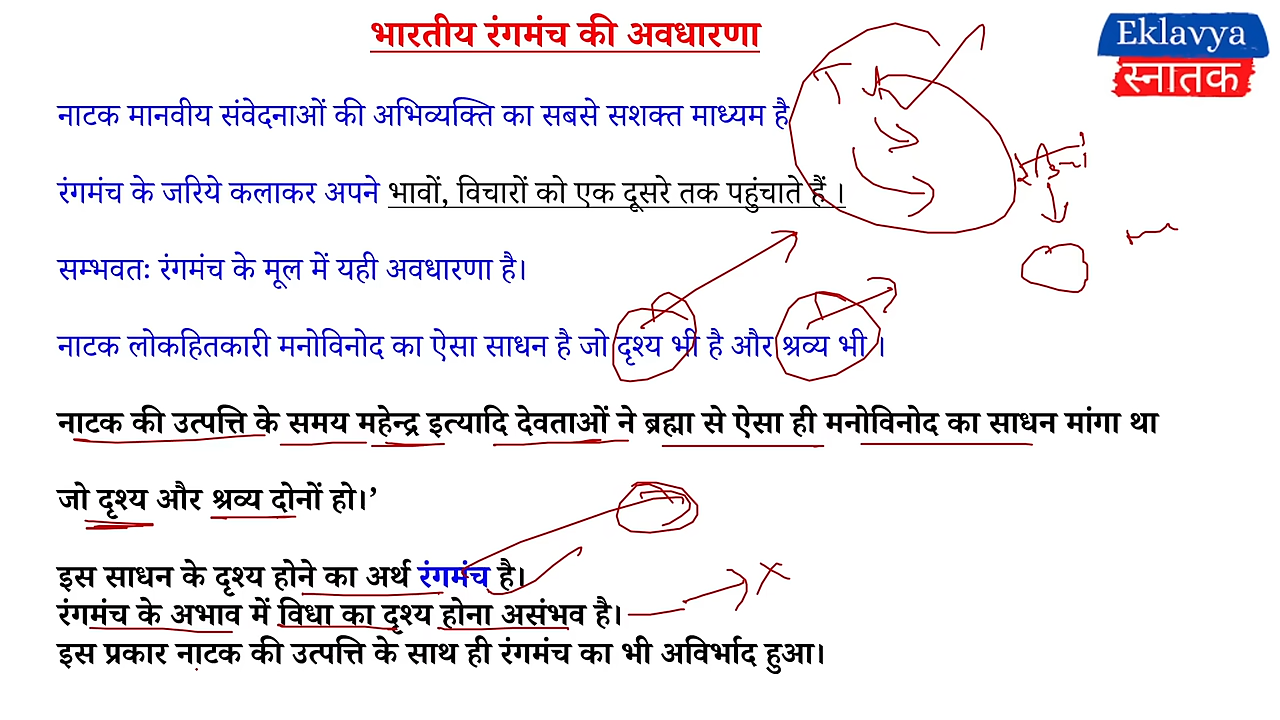 भारतीय रंगमंच की अवधारणा
Eklavya
स्नातक
नाटक मानवीय संवेदनाओं की अभिव्यक्ति का सबसे सशक्त माध्यम है
रंगमंच के जरिये कलाकर अपने भावों, विचारों को एक दूसरे तक पहुंचाते हैं ।
सम्भवतः रंगमंच के मूल में यही अवधारणा है।
नाटक लोकहितकारी मनोविनोद का ऐसा साधन है जो दृश्य भी है और श्रव्य भी ।
नाटक की उत्पत्ति के समय महेन्द्र इत्यादि देवताओं ने ब्रह्मा से ऐसा ही मनोविनोद का साधन मांगा था
जो दृश्य और श्रव्य दोनों हो।’
इस साधन के दृश्य होने का अर्थ रंगमंच है।
रंगमंच के अभाव में विधा का दृश्य होना असंभव है।
इस प्रकार नाटक की उत्पत्ति के साथ ही रंगमंच का भी अविर्भाद हुआ।